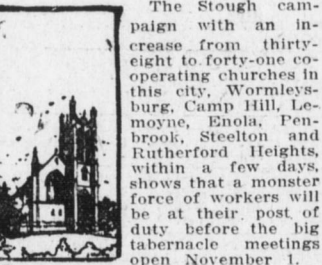 The Stough cam-
paign with an in-
crease from thirty-
eight to forty-one co-
operating churches in
this city, Wormleys-
burg, Camp Hill, Le-
moyne, Enola, Pen-
brook, Steelton and
Rutherford Heights,
within a few days,
shows that a monster
force of workers will
be at their. post of
duty before the big
tabernacle meetings
open November 1.